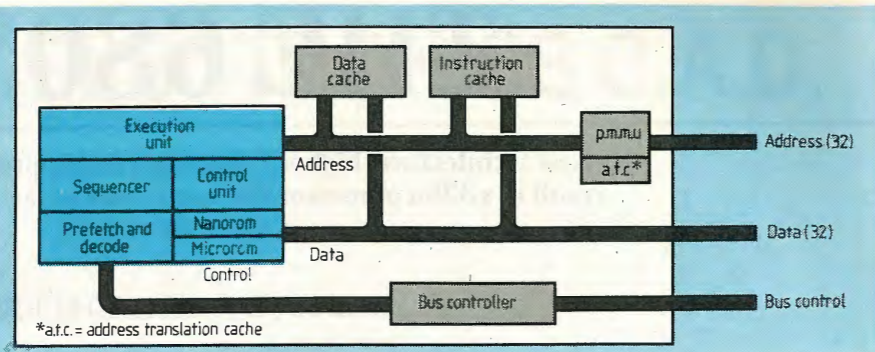 Data
cache
Instruction
cache
Execution
unit
Sequencer
Control
unit
Prefetch and
decode
Nanorom
Microrom
Address
Data
Control
p.m.m.u
a.t.c.*
Address (32)
Data (32)
Bus controller
Bus control
*a.t.c. = address translation cache